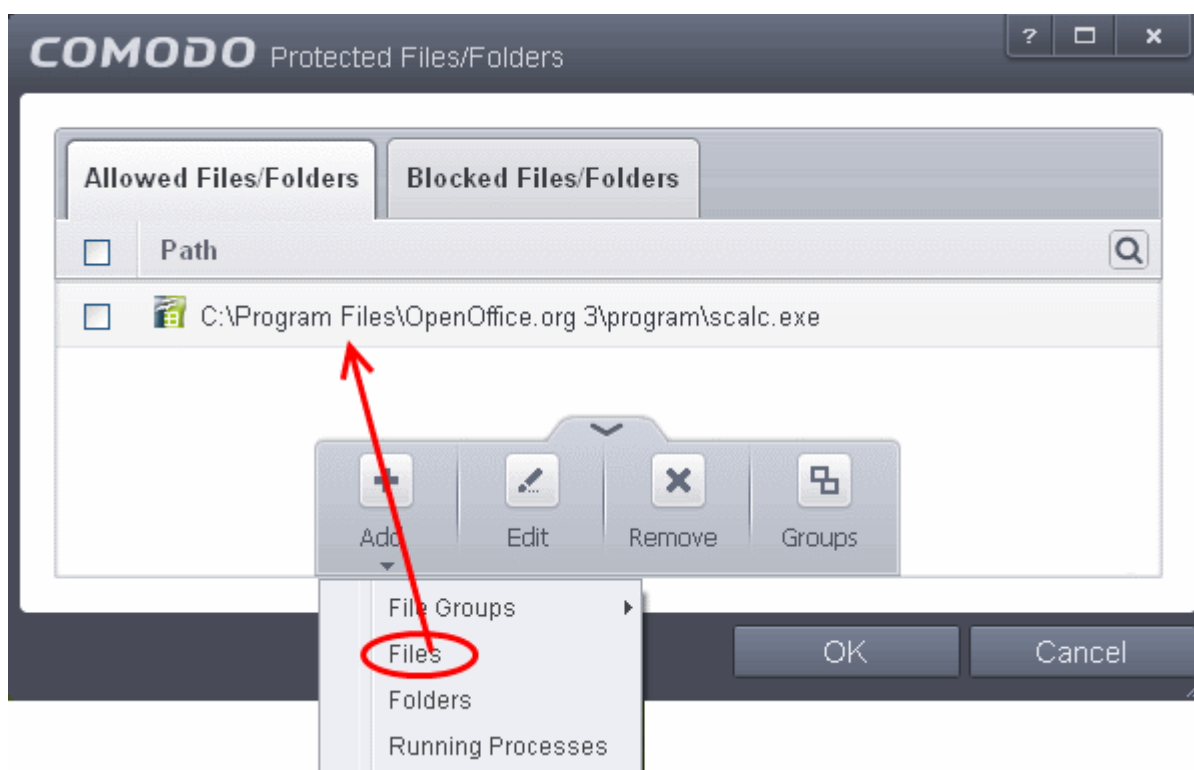 COMODO Protected Files/Folders
?
Allowed Files/Folders Blocked Files/Folders
Path
C:\Program Files\OpenOffice.org 3\program\scalc.exe
Add Edit Remove Groups
File Groups
Files
Folders
Running Processes
OK Cancel